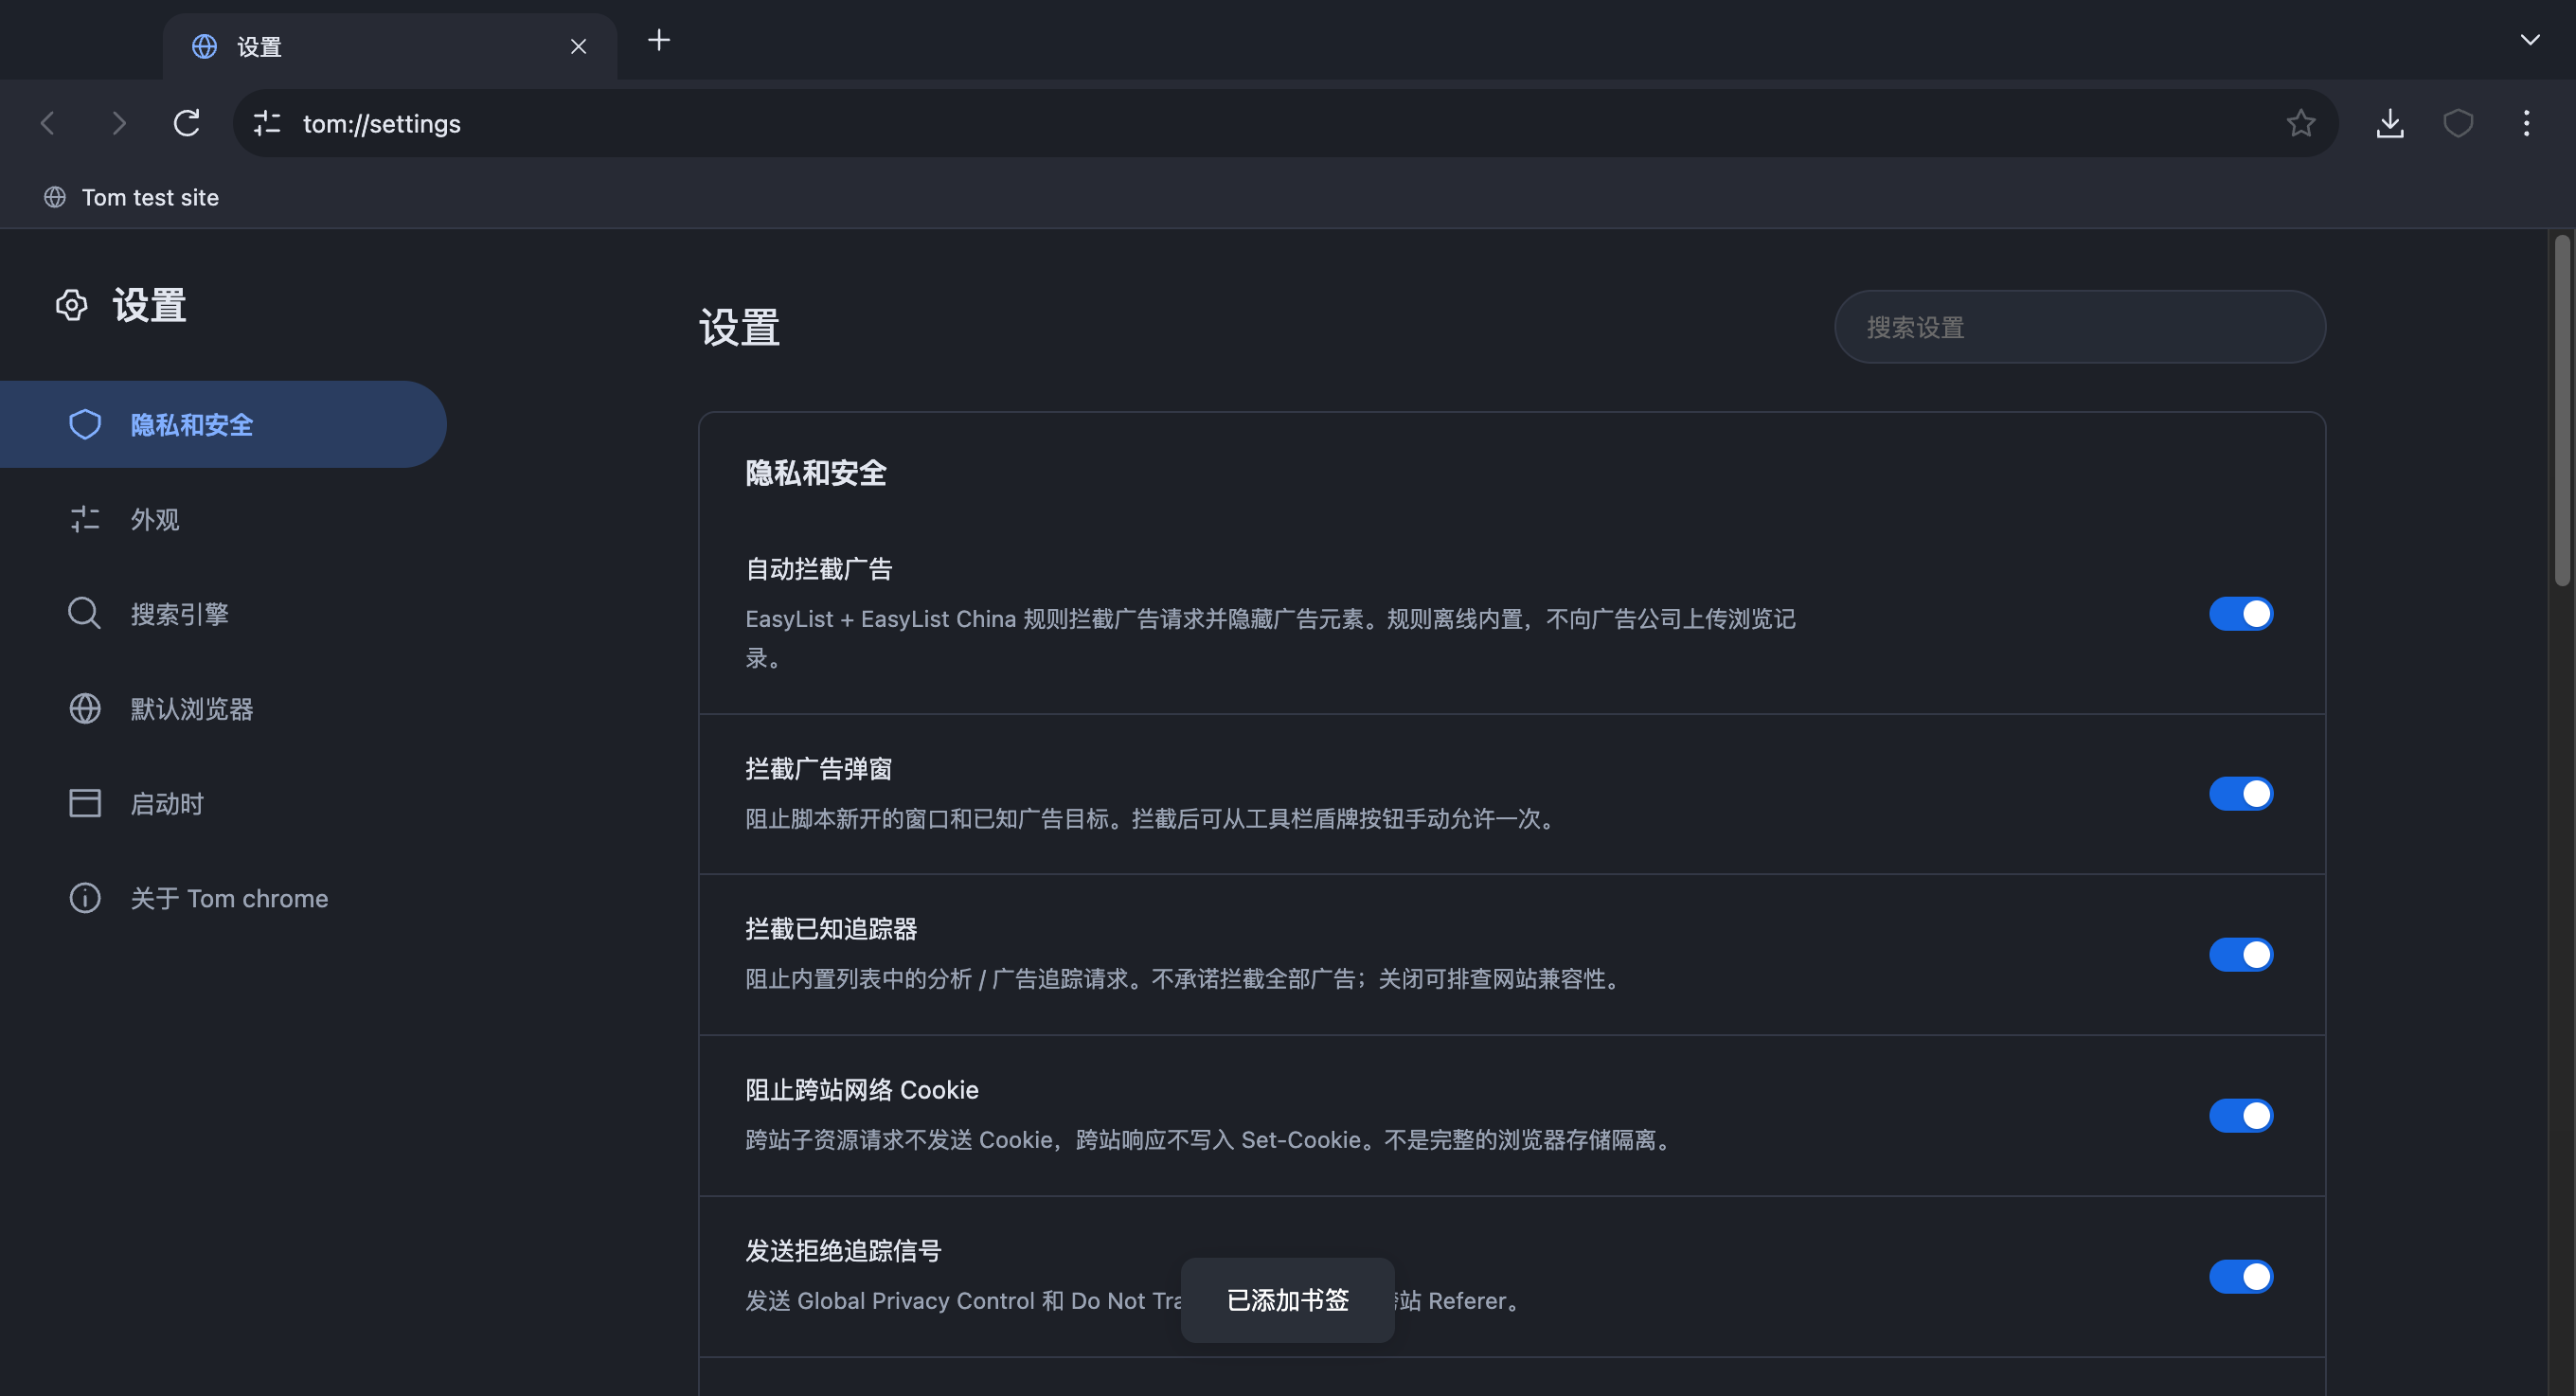 设置
tom://settings
Tom test site
设置
隐私和安全
外观
搜索引擎
默认浏览器
启动时
关于 Tom chrome
设置
搜索设置
隐私和安全
自动拦截广告
EasyList + EasyList China 规则拦截广告请求并隐藏广告元素。规则离线内置，不向广告公司上传浏览记
录。
拦截广告弹窗
阻止脚本新开的窗口和已知广告目标。拦截后可从工具栏盾牌按钮手动允许一次。
拦截已知追踪器
阻止内置列表中的分析 / 广告追踪请求。不承诺拦截全部广告；关闭可排查网站兼容性。
阻止跨站网络 Cookie
跨站子资源请求不发送 Cookie，跨站响应不写入 Set-Cookie。不是完整的浏览器存储隔离。
发送拒绝追踪信号
发送 Global Privacy Control 和 Do Not
站 Referer。
已添加书签